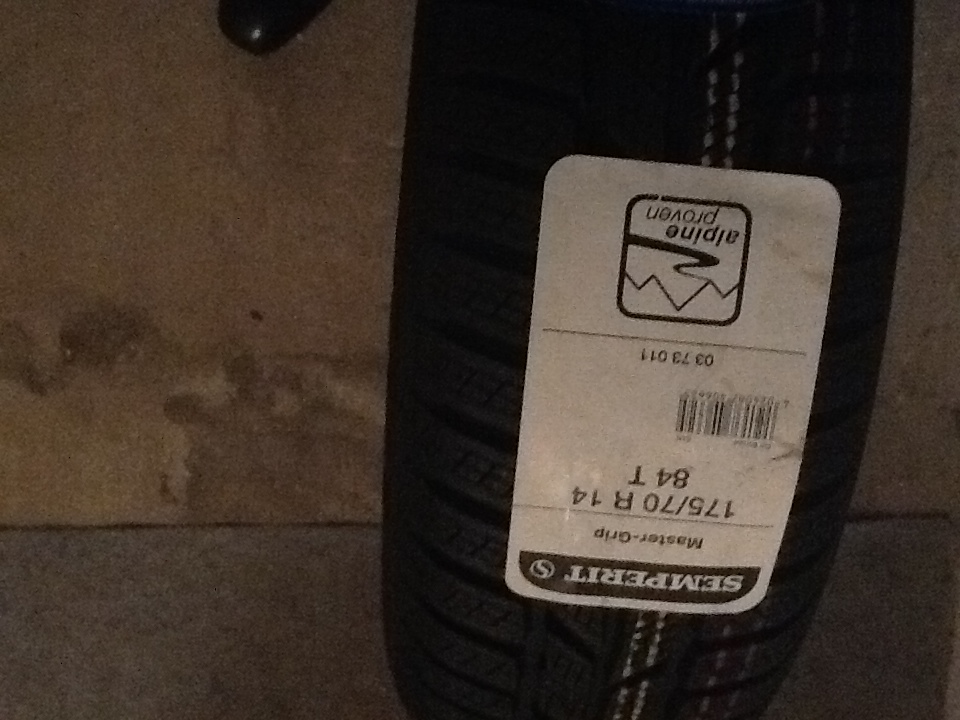 SEMPERIT
Master-Grip
175/70 R 14
84 T
03 73 011
alpine
proven